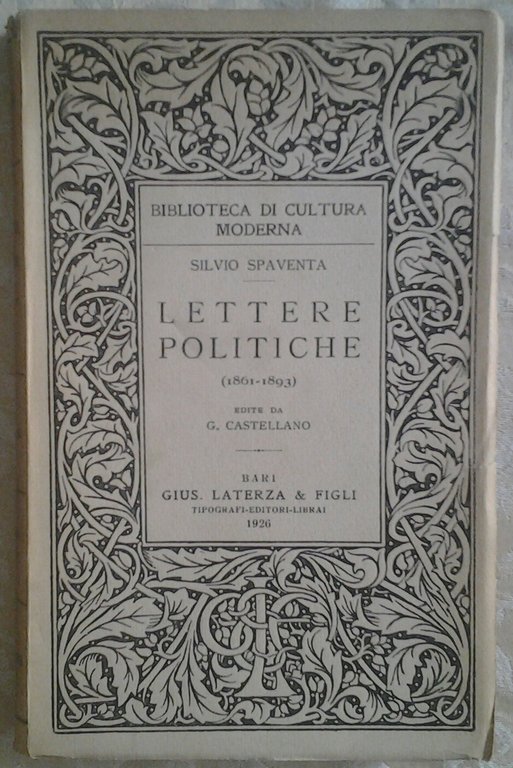 BIBLIOTECA DI CULTURA
MODERNA
SILVIO SPAVENTA
LETTERE
POLITICHE
(1861-1893)
EDITE DA
G. CASTELLANO
BARI
GIUS. LATERZA & FIGLI
TIPOGRAFI-EDITORI-LIBRAI
1926